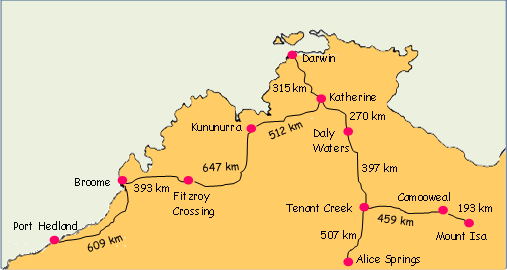 Darwin
315 km
Katherine
270 km
Kununurra
512 km
Daly
Waters
647 km
397 km
Broome
393 km
Fitzroy
Crossing
Camooweal
Tenant Creek
459 km
193 km
Port Hedland
609 km
507 km
Mount Isa
Alice Springs